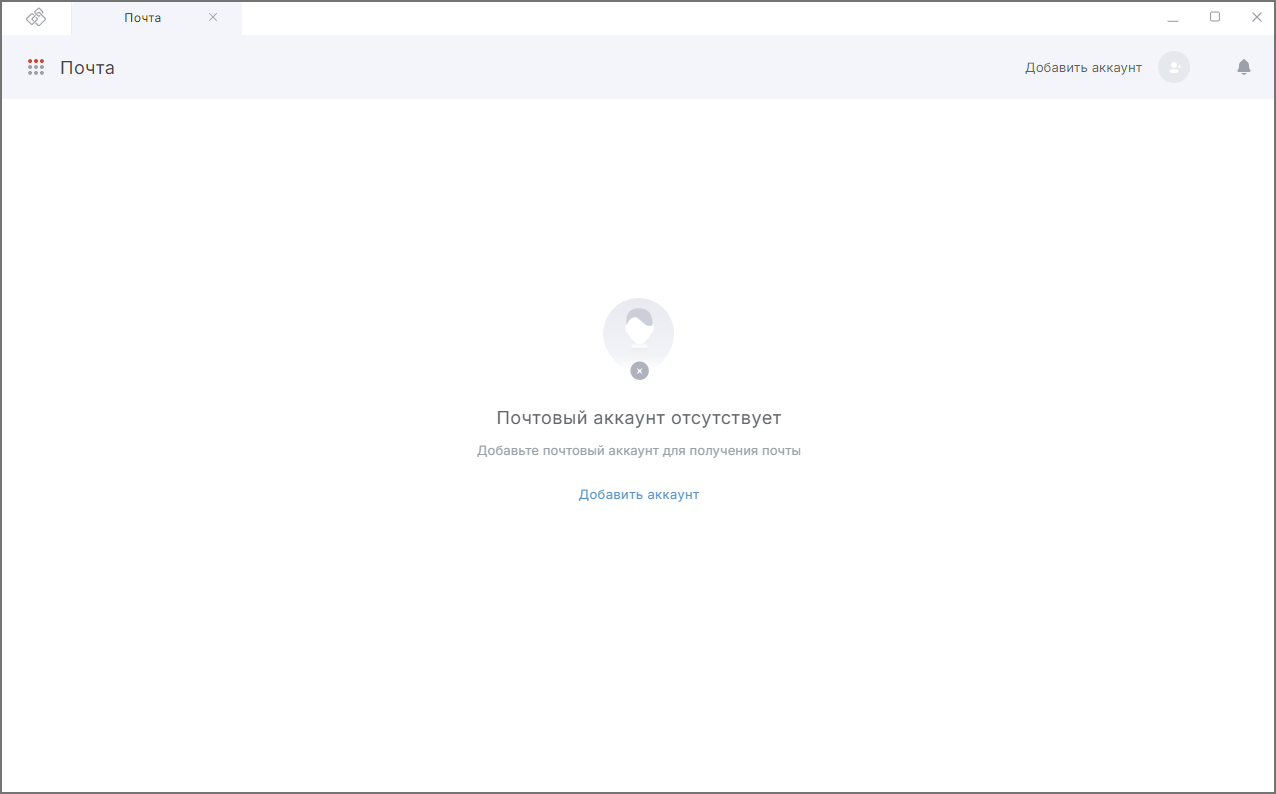 Почта
Почта
Добавить аккаунт
Почтовый аккаунт отсутствует
Добавьте почтовый аккаунт для получения почты
Добавить аккаунт